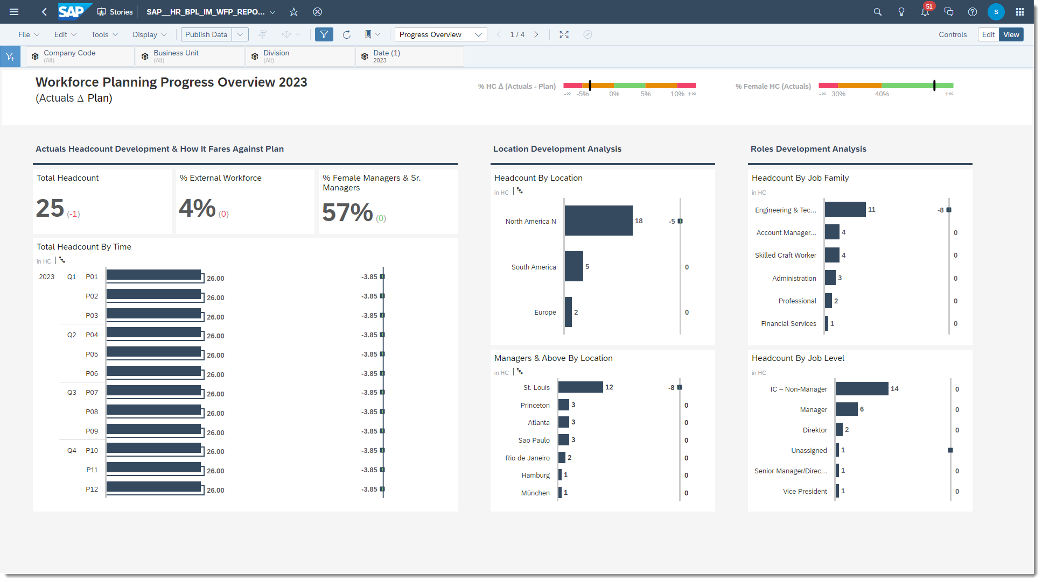 SAP Stories SAP__HR_BPL_IM_WFP_REPO... 51 S
File Edit Tools Display Publish Data Progress Overview 1 / 4 Controls Edit View
Company Code
(All)
Business Unit
(All)
Division
(All)
Date (1)
2023
Workforce Planning Progress Overview 2023
(Actuals Δ Plan)
% HC Δ (Actuals - Plan)
-∞ -5% 0% 5% 10% +∞
% Female HC (Actuals)
-∞ 30% 40% +∞
Actuals Headcount Development & How It Fares Against Plan
Total Headcount
25 (-1)
% External Workforce
4% (0)
% Female Managers & Sr.
Managers
57% (0)
Total Headcount By Time
in HC
2023 Q1 P01 26.00 -3.85
P02 26.00 -3.85
P03 26.00 -3.85
Q2 P04 26.00 -3.85
P05 26.00 -3.85
P06 26.00 -3.85
Q3 P07 26.00 -3.85
P08 26.00 -3.85
P09 26.00 -3.85
Q4 P10 26.00 -3.85
P11 26.00 -3.85
P12 26.00 -3.85
Location Development Analysis
Headcount By Location
in HC
North America N 18 -5
South America 5 0
Europe 2 0
Managers & Above By Location
in HC
St. Louis 12 -8
Princeton 3 0
Atlanta 3 0
Sao Paulo 3 0
Rio de Janeiro 2 0
Hamburg 1 0
München 1 0
Roles Development Analysis
Headcount By Job Family
in HC
Engineering & Tec... 11 -8
Account Manager... 4 0
Skilled Craft Worker 4 0
Administration 3 0
Professional 2 0
Financial Services 1 0
Headcount By Job Level
in HC
IC – Non-Manager 14 0
Manager 6 0
Direktor 2 0
Unassigned 1
Senior Manager/Direc... 1 0
Vice President 1 0